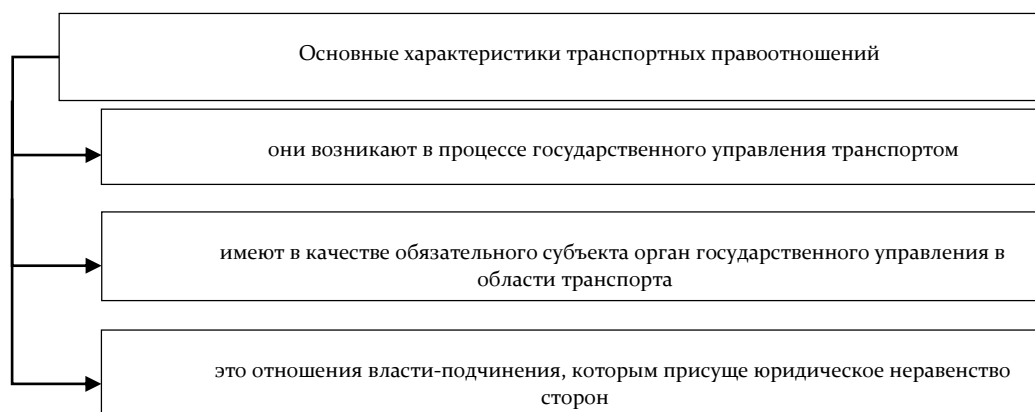 Основные характеристики транспортных правоотношений
они возникают в процессе государственного управления транспортом
имеют в качестве обязательного субъекта орган государственного управления в
области транспорта
это отношения власти-подчинения, которым присуще юридическое неравенство
сторон